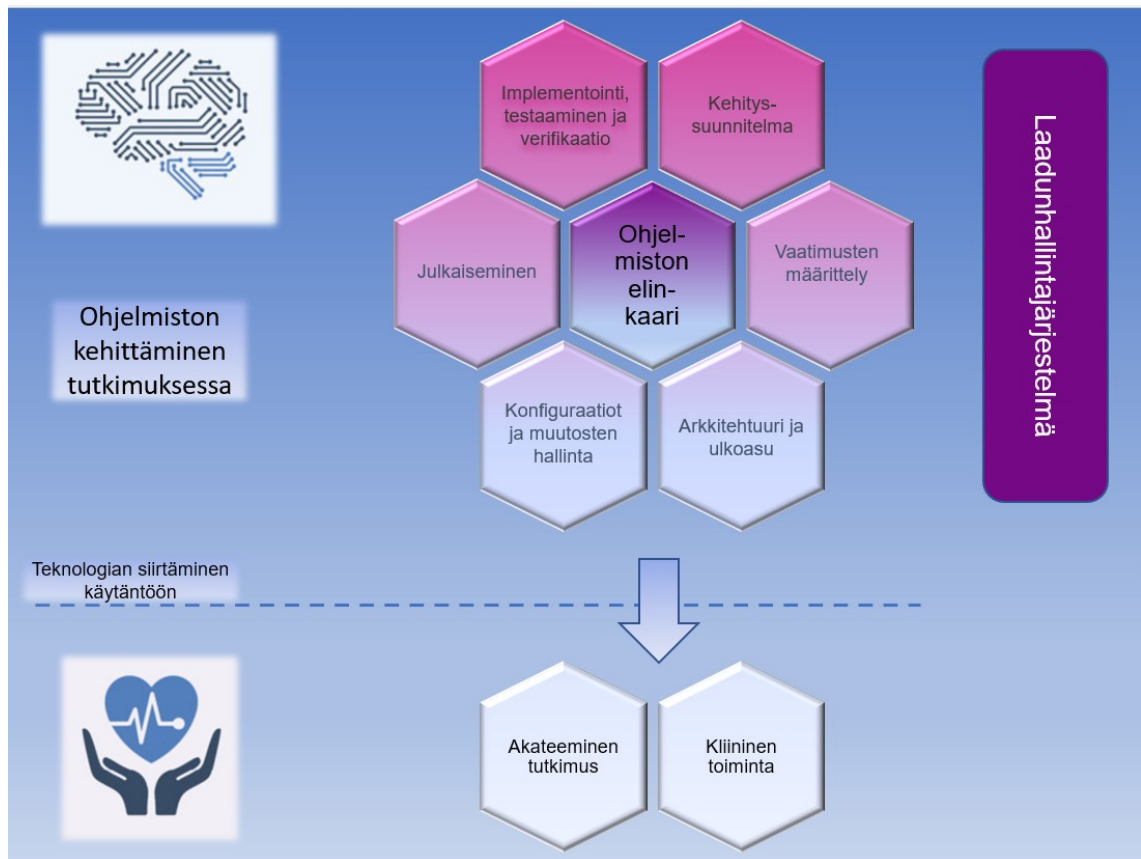 Implementointi,
testaaminen ja
verifikaatio
Kehitys-
suunnitelma
Julkaiseminen
Ohjel-
miston
elin-
kaari
Vaatimusten
määrittely
Konfiguraatiot
ja muutosten
hallinta
Arkkitehtuuri ja
ulkoasu
Laadunhallintajärjestelmä
Ohjelmiston
kehittäminen
tutkimuksessa
Teknologian siirtäminen
käytäntöön
Akateeminen
tutkimus
Kliininen
toiminta